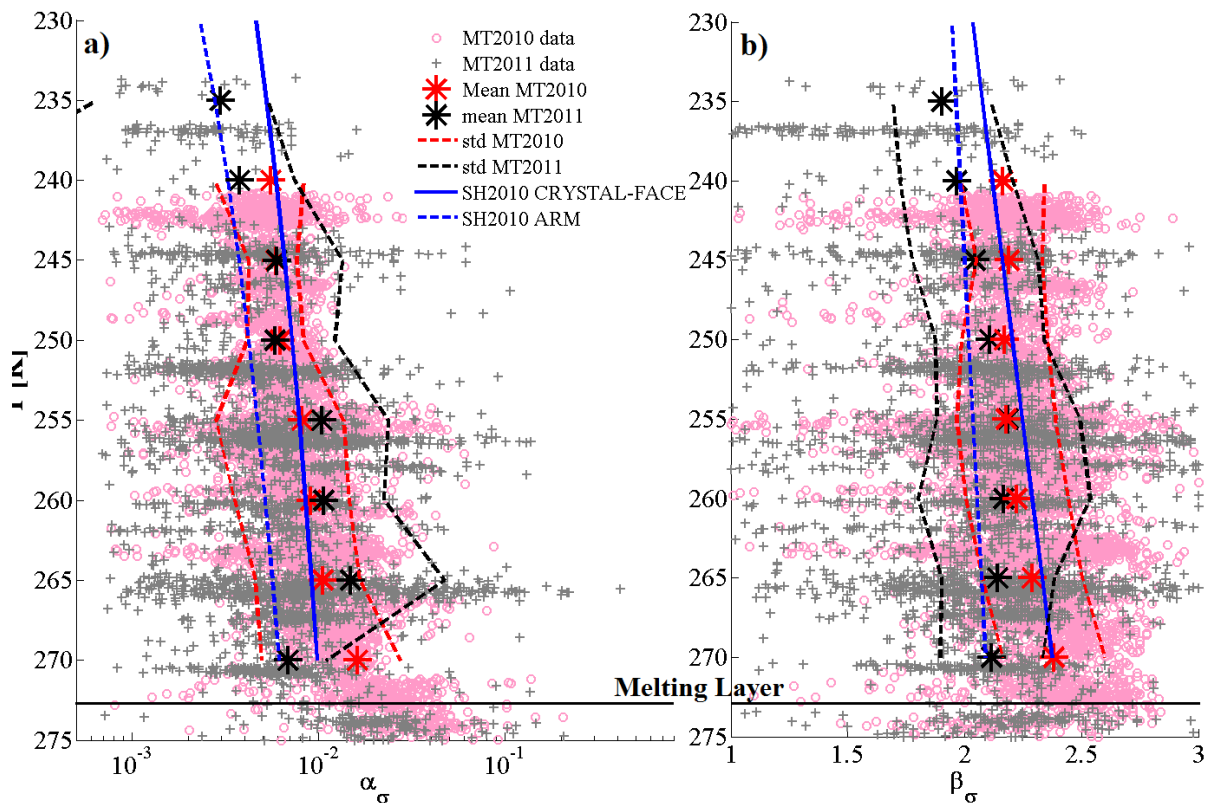 a)
b)
230
235
240
245
250
255
260
265
270
275
MT2010 data
MT2011 data
Mean MT2010
mean MT2011
std MT2010
std MT2011
SH2010 CRYSTAL-FACE
SH2010 ARM
Melting Layer
10⁻³
10⁻²
10⁻¹
α_σ
230
235
240
245
250
255
260
265
270
275
1
1.5
2
2.5
3
β_σ